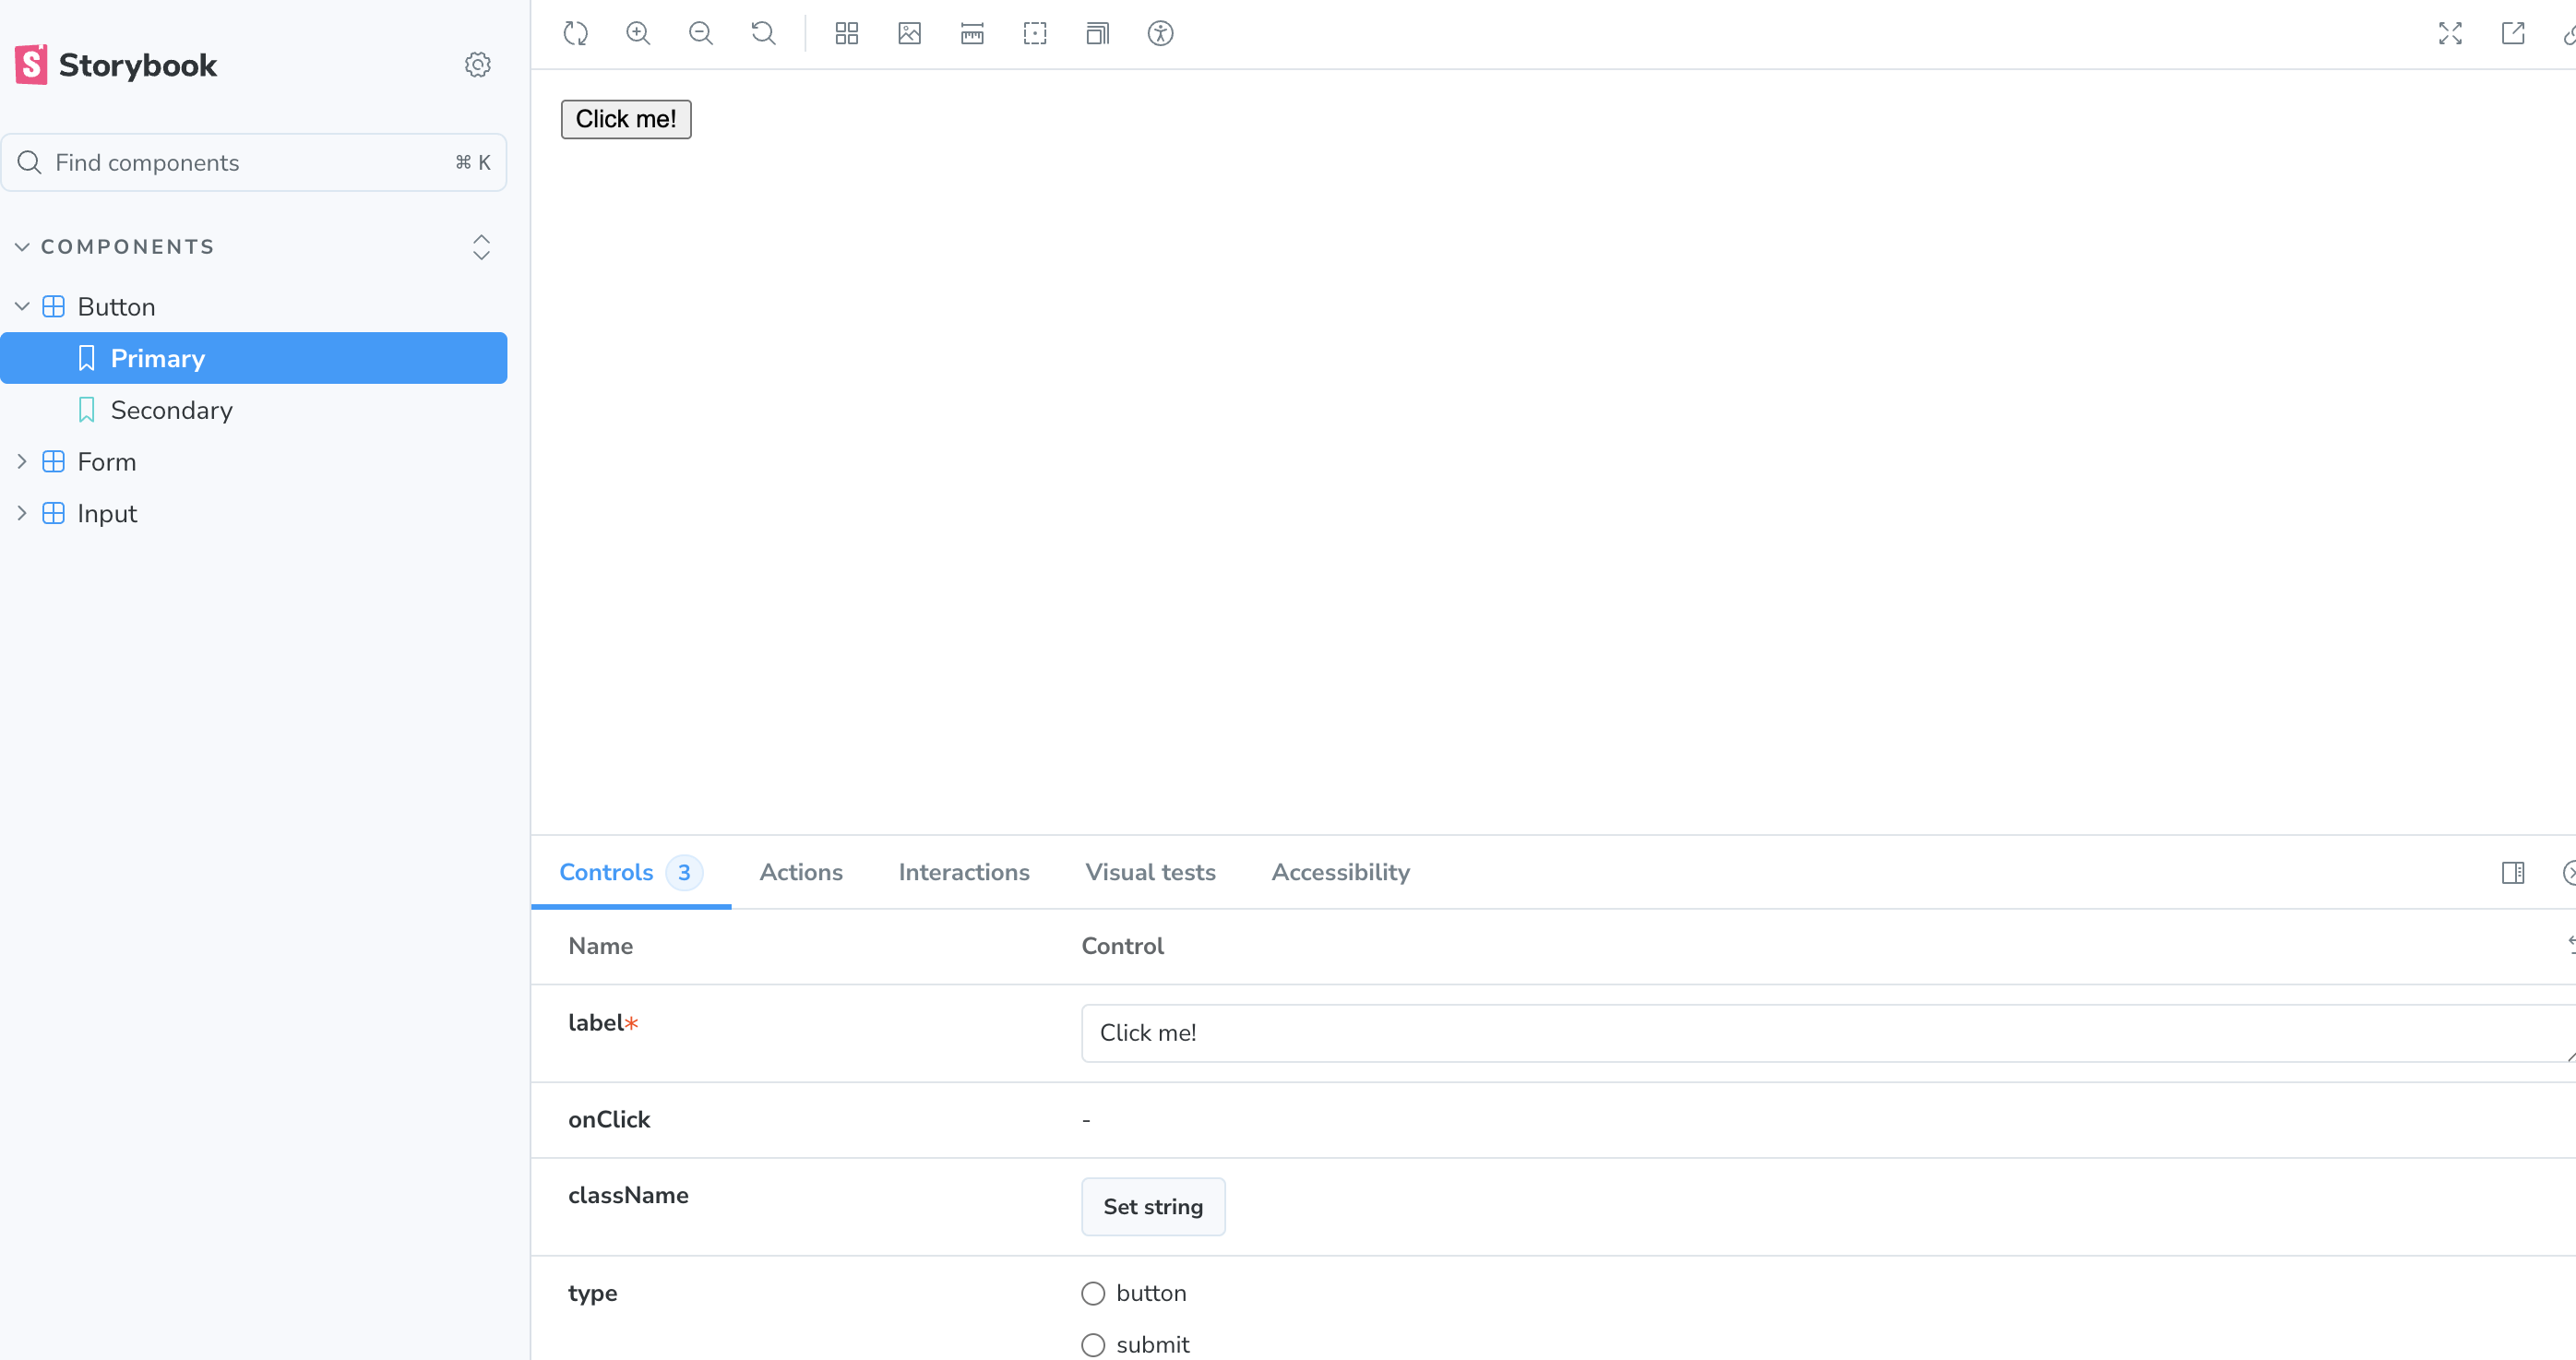 Storybook
Find components ⌘ K
COMPONENTS
Button
Primary
Secondary
Form
Input
Click me!
Controls 3 Actions Interactions Visual tests Accessibility
Name Control
label* Click me!
onClick -
className Set string
type button
submit